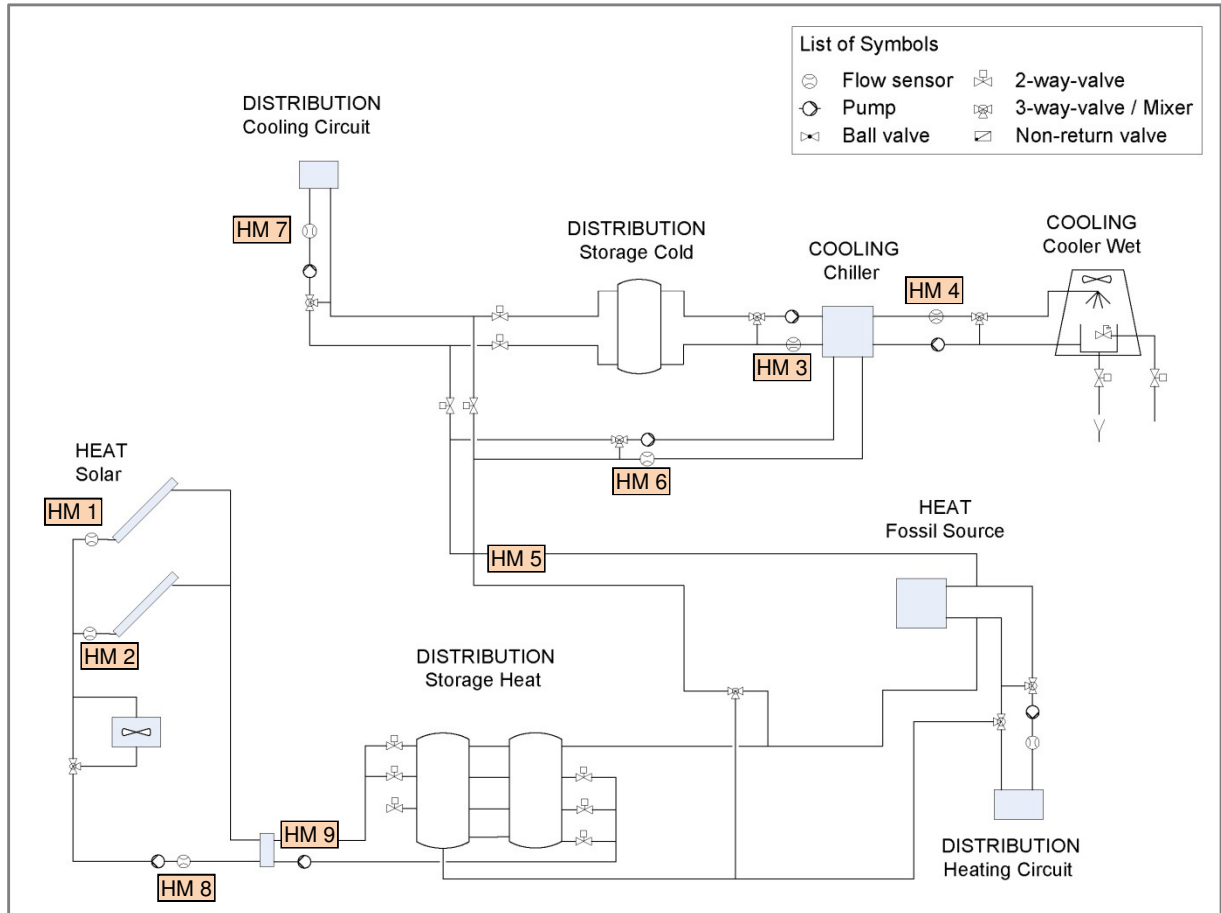 List of Symbols
Flow sensor
2-way-valve
Pump
3-way-valve / Mixer
Ball valve
Non-return valve
DISTRIBUTION
Cooling Circuit
HM 7
DISTRIBUTION
Storage Cold
COOLING
Chiller
COOLING
Cooler Wet
HM 4
HM 3
HM 6
HEAT
Solar
HM 1
HM 2
HM 5
HEAT
Fossil Source
DISTRIBUTION
Storage Heat
HM 9
HM 8
DISTRIBUTION
Heating Circuit